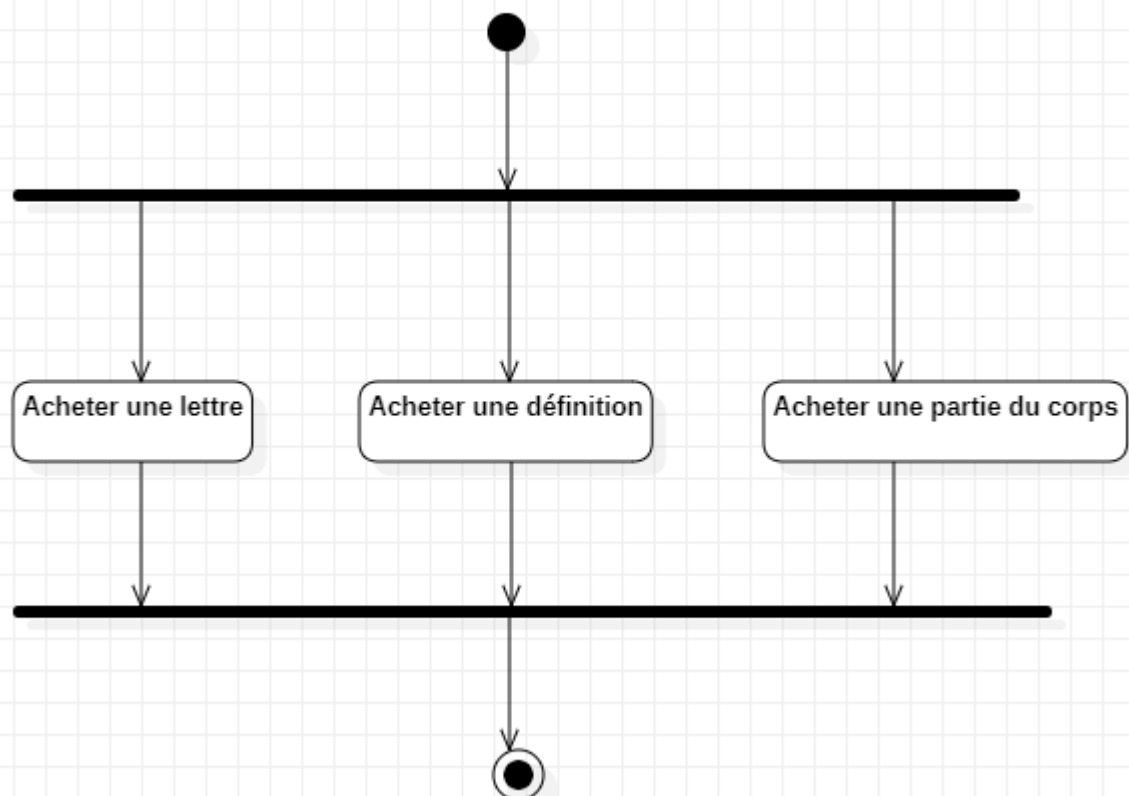 Acheter une lettre
Acheter une définition
Acheter une partie du corps